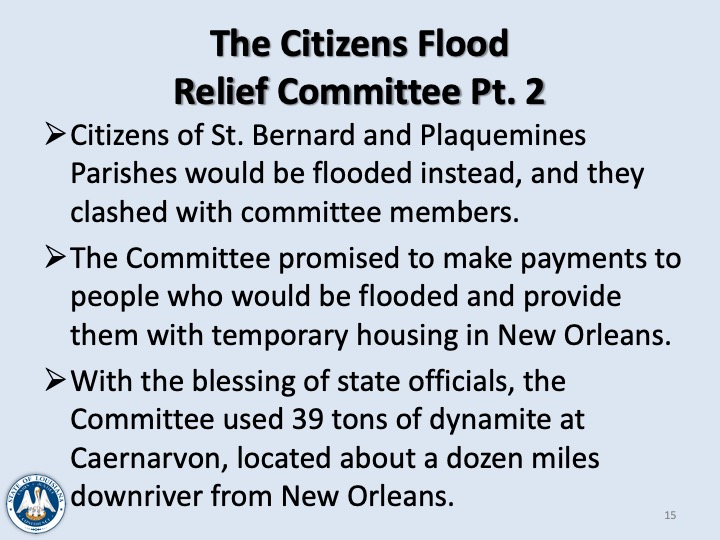 The Citizens Flood
Relief Committee Pt. 2
➢Citizens of St. Bernard and Plaquemines
Parishes would be flooded instead, and they
clashed with committee members.
➢The Committee promised to make payments to
people who would be flooded and provide
them with temporary housing in New Orleans.
➢With the blessing of state officials, the
Committee used 39 tons of dynamite at
Caernarvon, located about a dozen miles
downriver from New Orleans.
STATE OF LOUISIANA
15